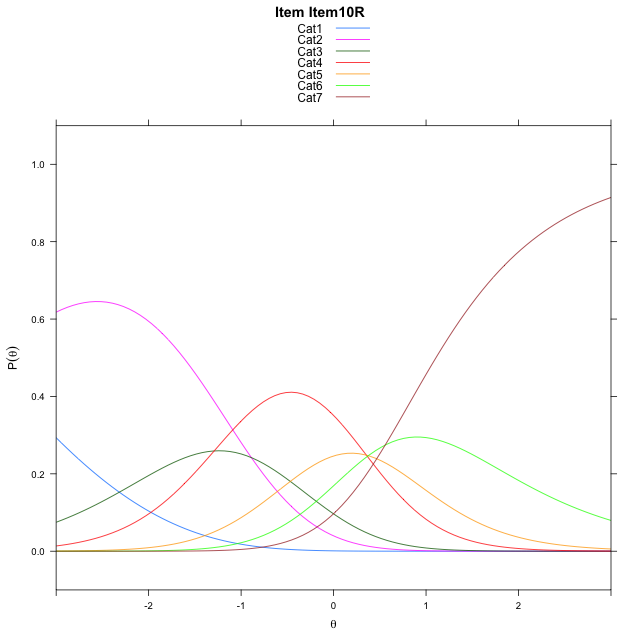 Item Item10R
Cat1
Cat2
Cat3
Cat4
Cat5
Cat6
Cat7
1.0
0.8
0.6
0.4
0.2
0.0
P(θ)
-2 -1 0 1 2
θ